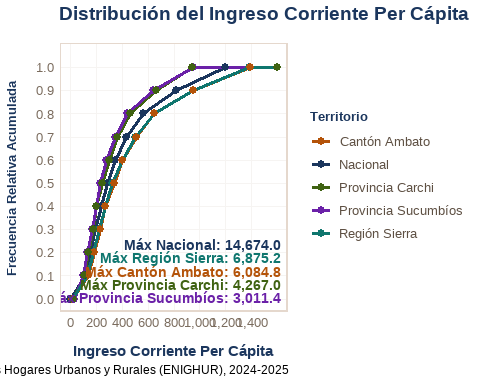 Distribución del Ingreso Corriente Per Cápita
Frecuencia Relativa Acumulada
1.0
0.9
0.8
0.7
0.6
0.5
0.4
0.3
0.2
0.1
0.0
Máx Nacional: 14,674.0
Máx Región Sierra: 6,875.2
Máx Cantón Ambato: 6,084.8
Máx Provincia Carchi: 4,267.0
Provincia Sucumbíos: 3,011.4
0 200 400 600 800 1,000 1,200 1,400
Ingreso Corriente Per Cápita
Territorio
Cantón Ambato
Nacional
Provincia Carchi
Provincia Sucumbíos
Región Sierra
Hogares Urbanos y Rurales (ENIGHUR), 2024-2025